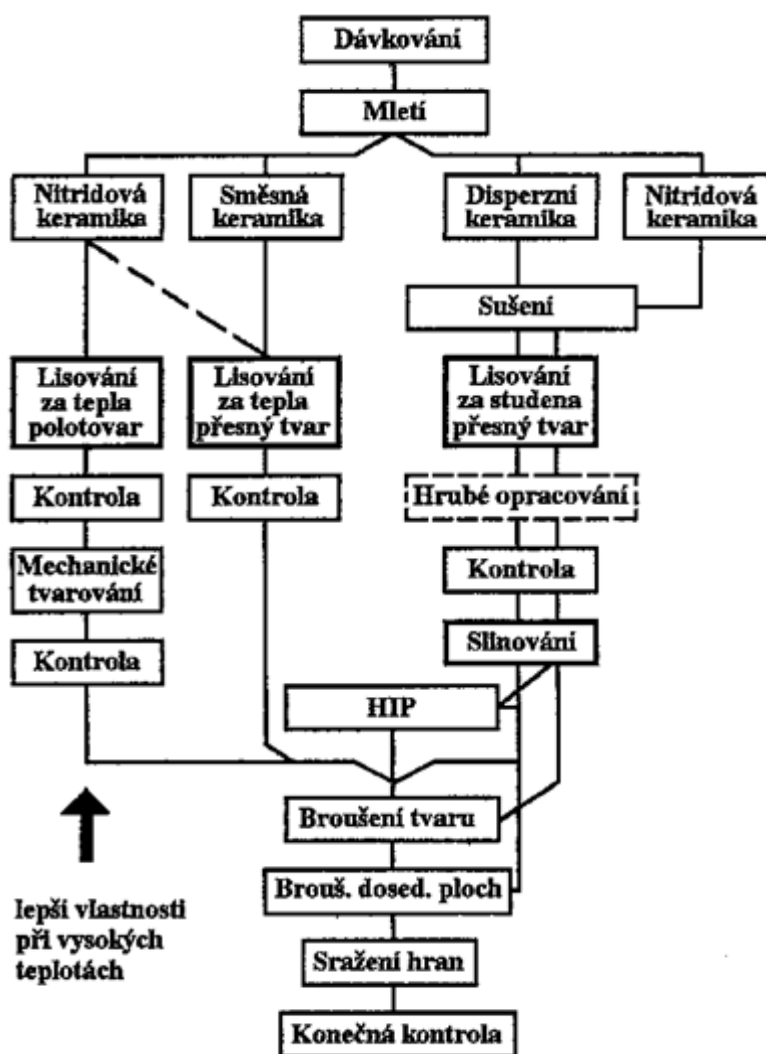 Dávkování
Mletí
Nitridová
keramika
Směsná
keramika
Disperzní
keramika
Nitridová
keramika
Sušení
Lisování
za tepla
polotovar
Lisování
za tepla
přesný tvar
Lisování
za studena
přesný tvar
Kontrola
Kontrola
Hrubé opracování
Mechanické
tvarování
Kontrola
Kontrola
Slinování
HIP
Broušení tvaru
Brouš. dosed. ploch
lepší vlastnosti
při vysokých
teplotách
Sražení hran
Konečná kontrola